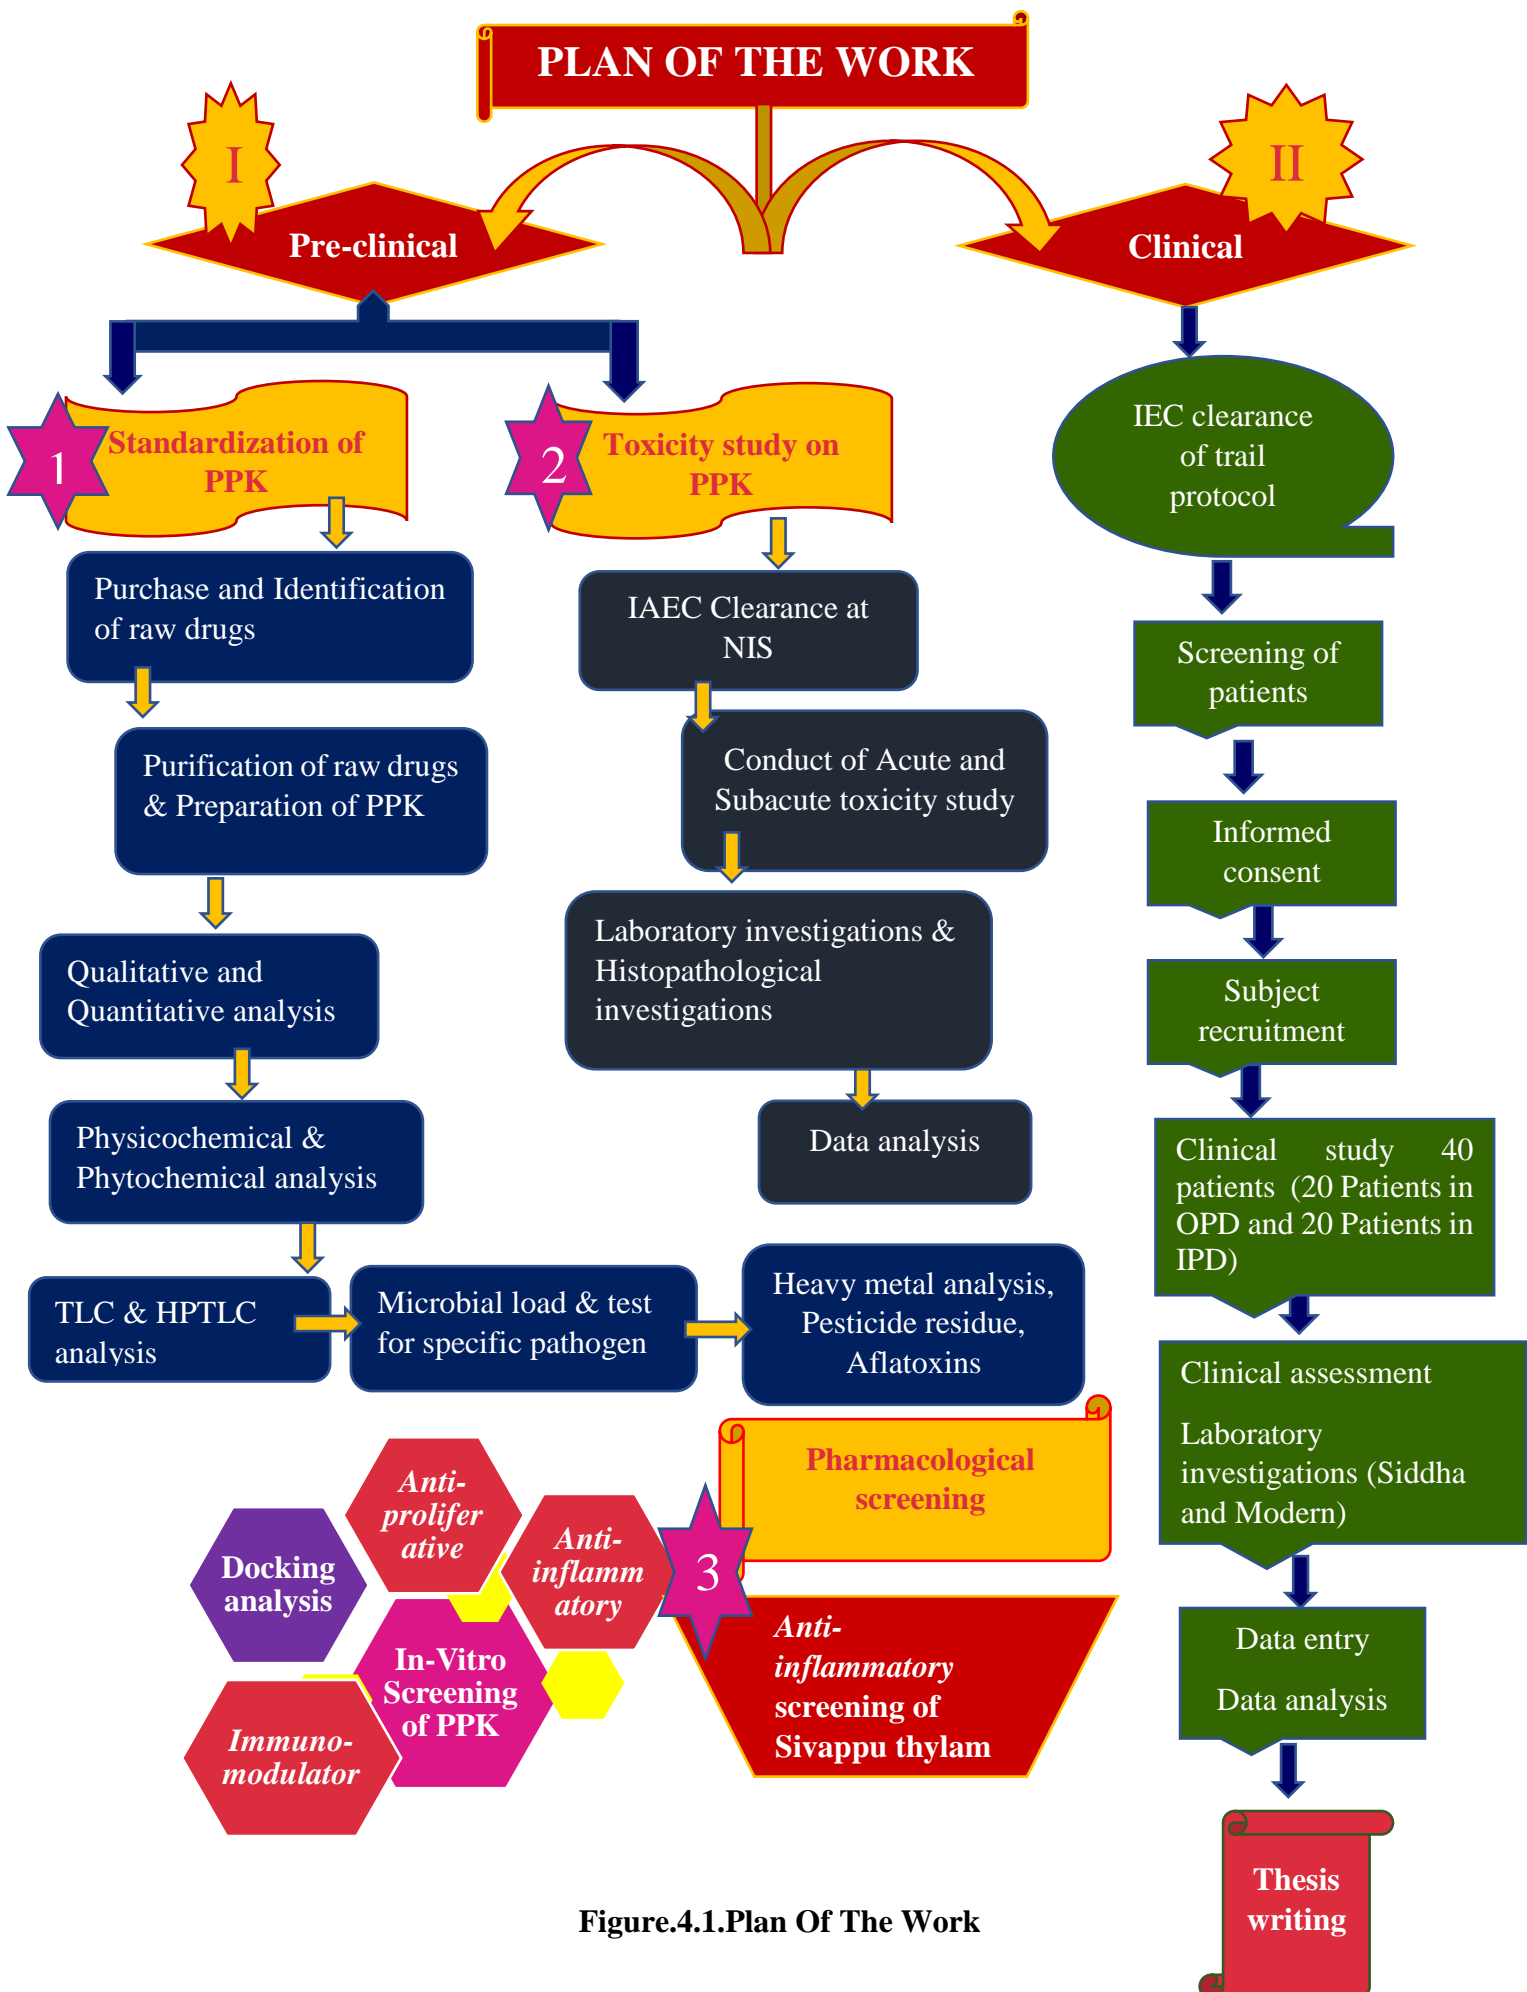 PLAN OF THE WORK
I
Pre-clinical
II
Clinical
1
Standardization of
PPK
Purchase and Identification
of raw drugs
Purification of raw drugs
& Preparation of PPK
Qualitative and
Quantitative analysis
Physicochemical &
Phytochemical analysis
TLC & HPTLC
analysis
Microbial load & test
for specific pathogen
Heavy metal analysis,
Pesticide residue,
Aflatoxins
2
Toxicity study on
PPK
IAEC Clearance at
NIS
Conduct of Acute and
Subacute toxicity study
Laboratory investigations &
Histopathological
investigations
Data analysis
3
Pharmacological
screening
Anti-
inflammatory
screening of
Sivappu thylam
Anti-
prolifer
ative
Anti-
inflamm
atory
Docking
analysis
In-Vitro
Screening
of PPK
Immuno-
modulator
IEC clearance
of trail
protocol
Screening of
patients
Informed
consent
Subject
recruitment
Clinical study 40
patients (20 Patients in
OPD and 20 Patients in
IPD)
Clinical assessment
Laboratory
investigations (Siddha
and Modern)
Data entry
Data analysis
Thesis
writing
Figure.4.1.Plan Of The Work